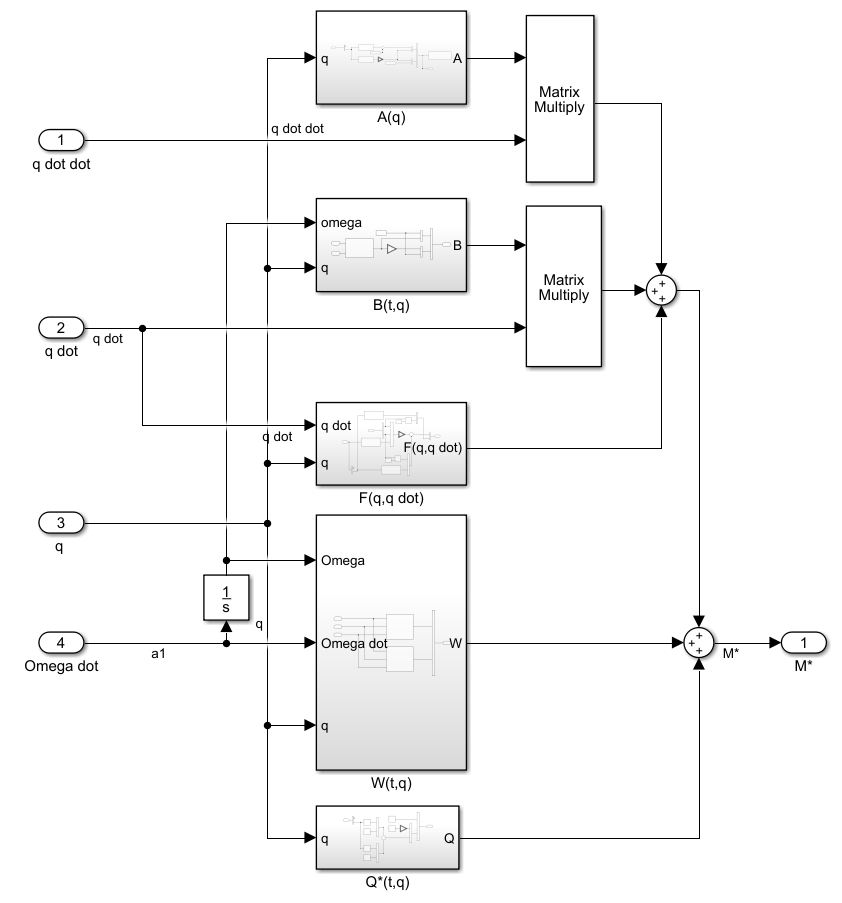 q
A
A(q)
Matrix
Multiply
1
q dot dot
q dot dot
omega
q
B
B(t,q)
Matrix
Multiply
+
+
+
2
q dot
q dot
q dot
q dot
q
F(q,q dot)
F(q,q dot)
3
q
Omega
Omega dot
q
W
W(t,q)
1
s
q
4
Omega dot
a1
+
+
+
M*
1
M*
q
Q
Q*(t,q)